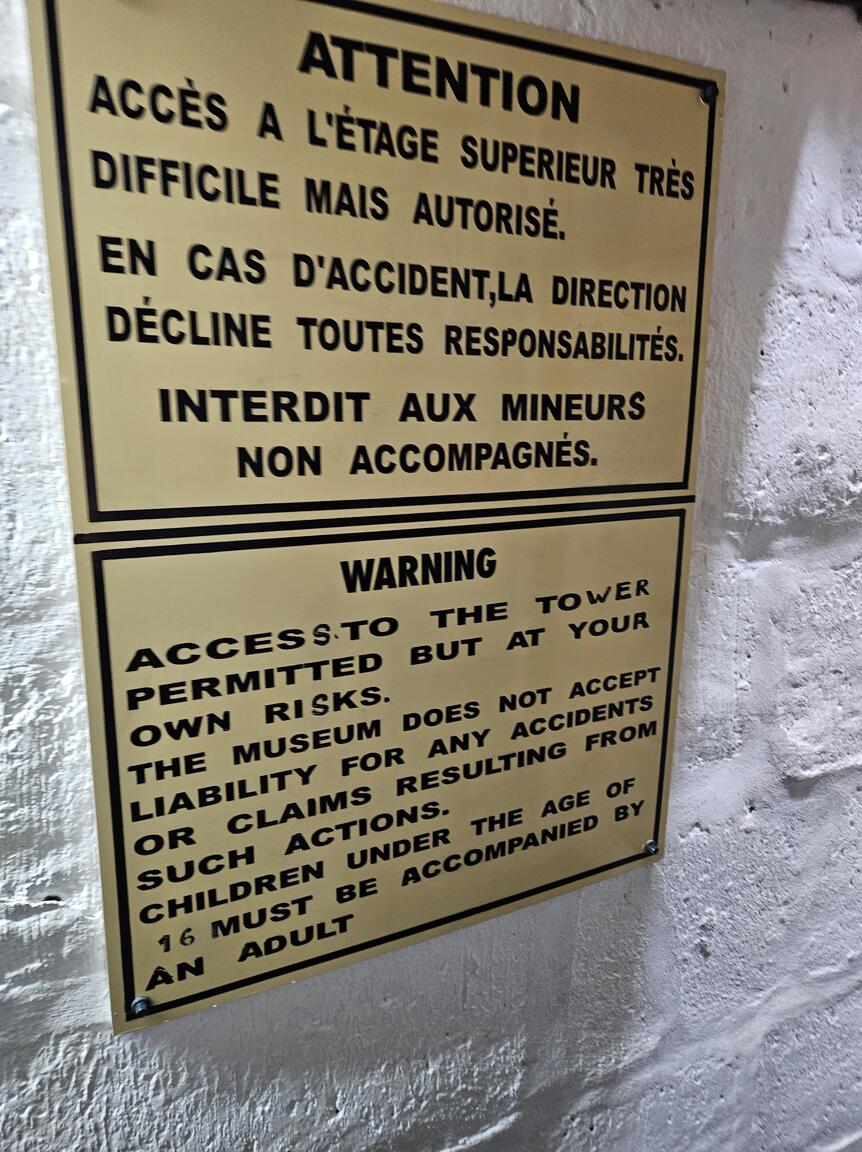 ATTENTION
ACCÈS A L'ÉTAGE SUPERIEUR TRÈS
DIFFICILE MAIS AUTORISÉ.
EN CAS D'ACCIDENT,LA DIRECTION
DÉCLINE TOUTES RESPONSABILITÉS.
INTERDIT AUX MINEURS
NON ACCOMPAGNÉS.
WARNING
ACCESS.TO THE TOWER
PERMITTED BUT AT YOUR
OWN RISKS.
THE MUSEUM DOES NOT ACCEPT
LIABILITY FOR ANY ACCIDENTS
OR CLAIMS RESULTING FROM
SUCH ACTIONS.
CHILDREN UNDER THE AGE OF
16 MUST BE ACCOMPANIED BY
AN ADULT